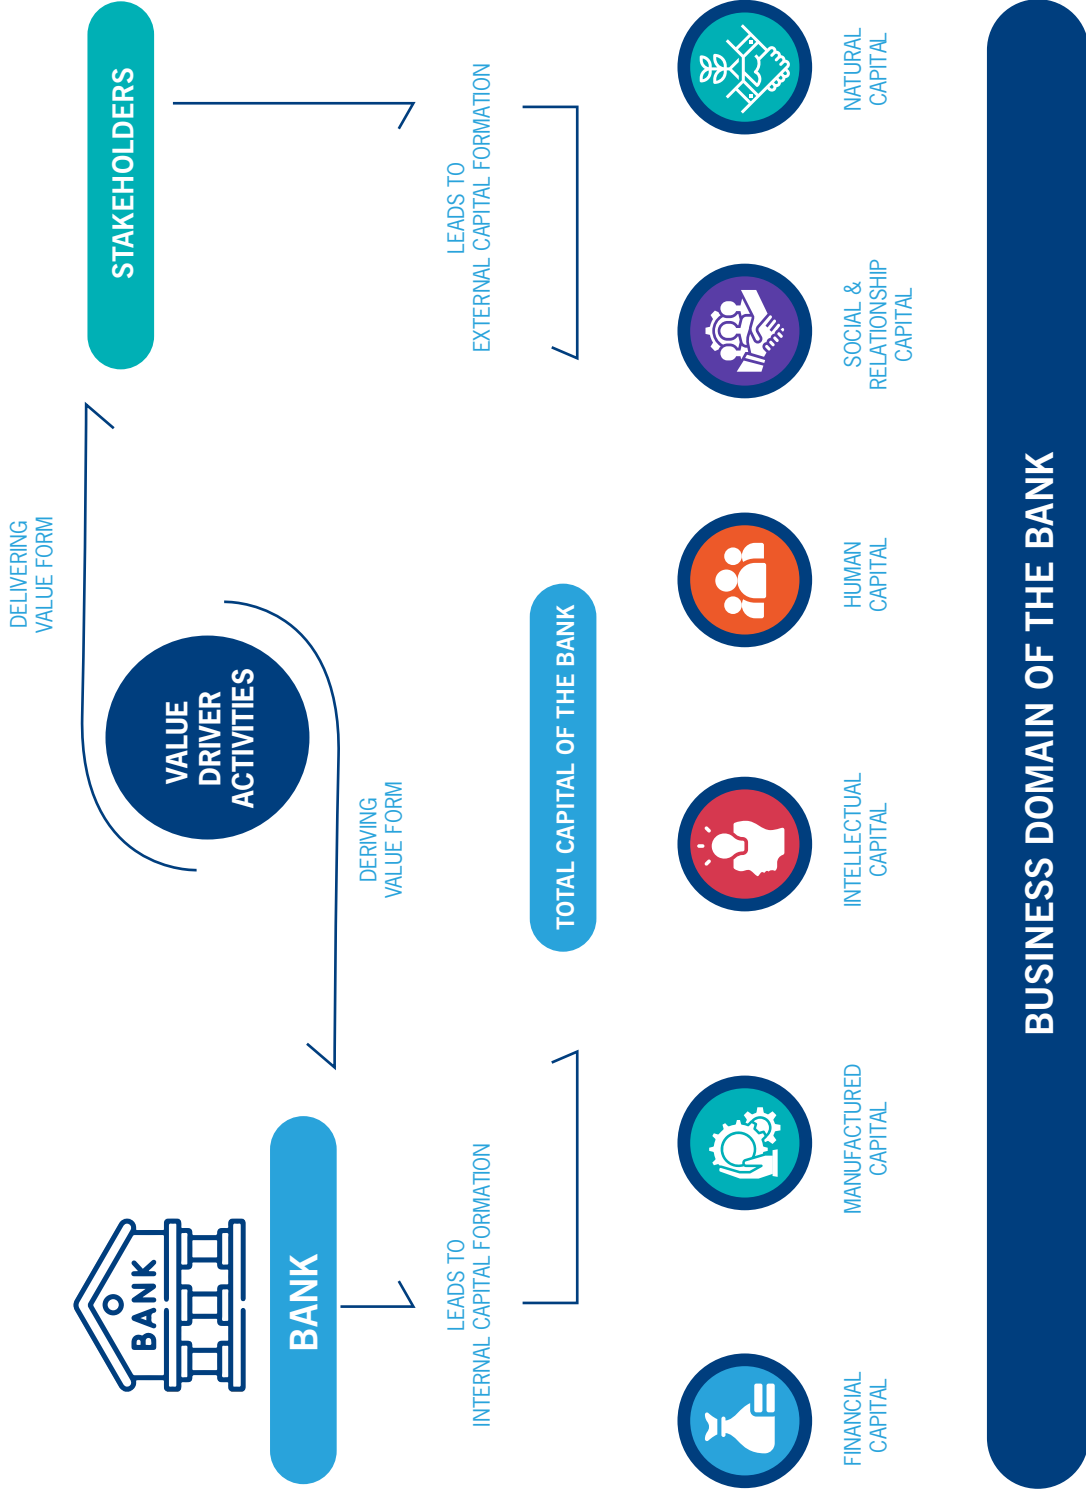 DELIVERING
VALUE FORM
STAKEHOLDERS
BANK
VALUE
DRIVER
ACTIVITIES
BANK
DERIVING
VALUE FORM
LEADS TO
INTERNAL CAPITAL FORMATION
LEADS TO
EXTERNAL CAPITAL FORMATION
TOTAL CAPITAL OF THE BANK
FINANCIAL
CAPITAL
MANUFACTURED
CAPITAL
INTELLECTUAL
CAPITAL
HUMAN
CAPITAL
SOCIAL &
RELATIONSHIP
CAPITAL
NATURAL
CAPITAL
BUSINESS DOMAIN OF THE BANK